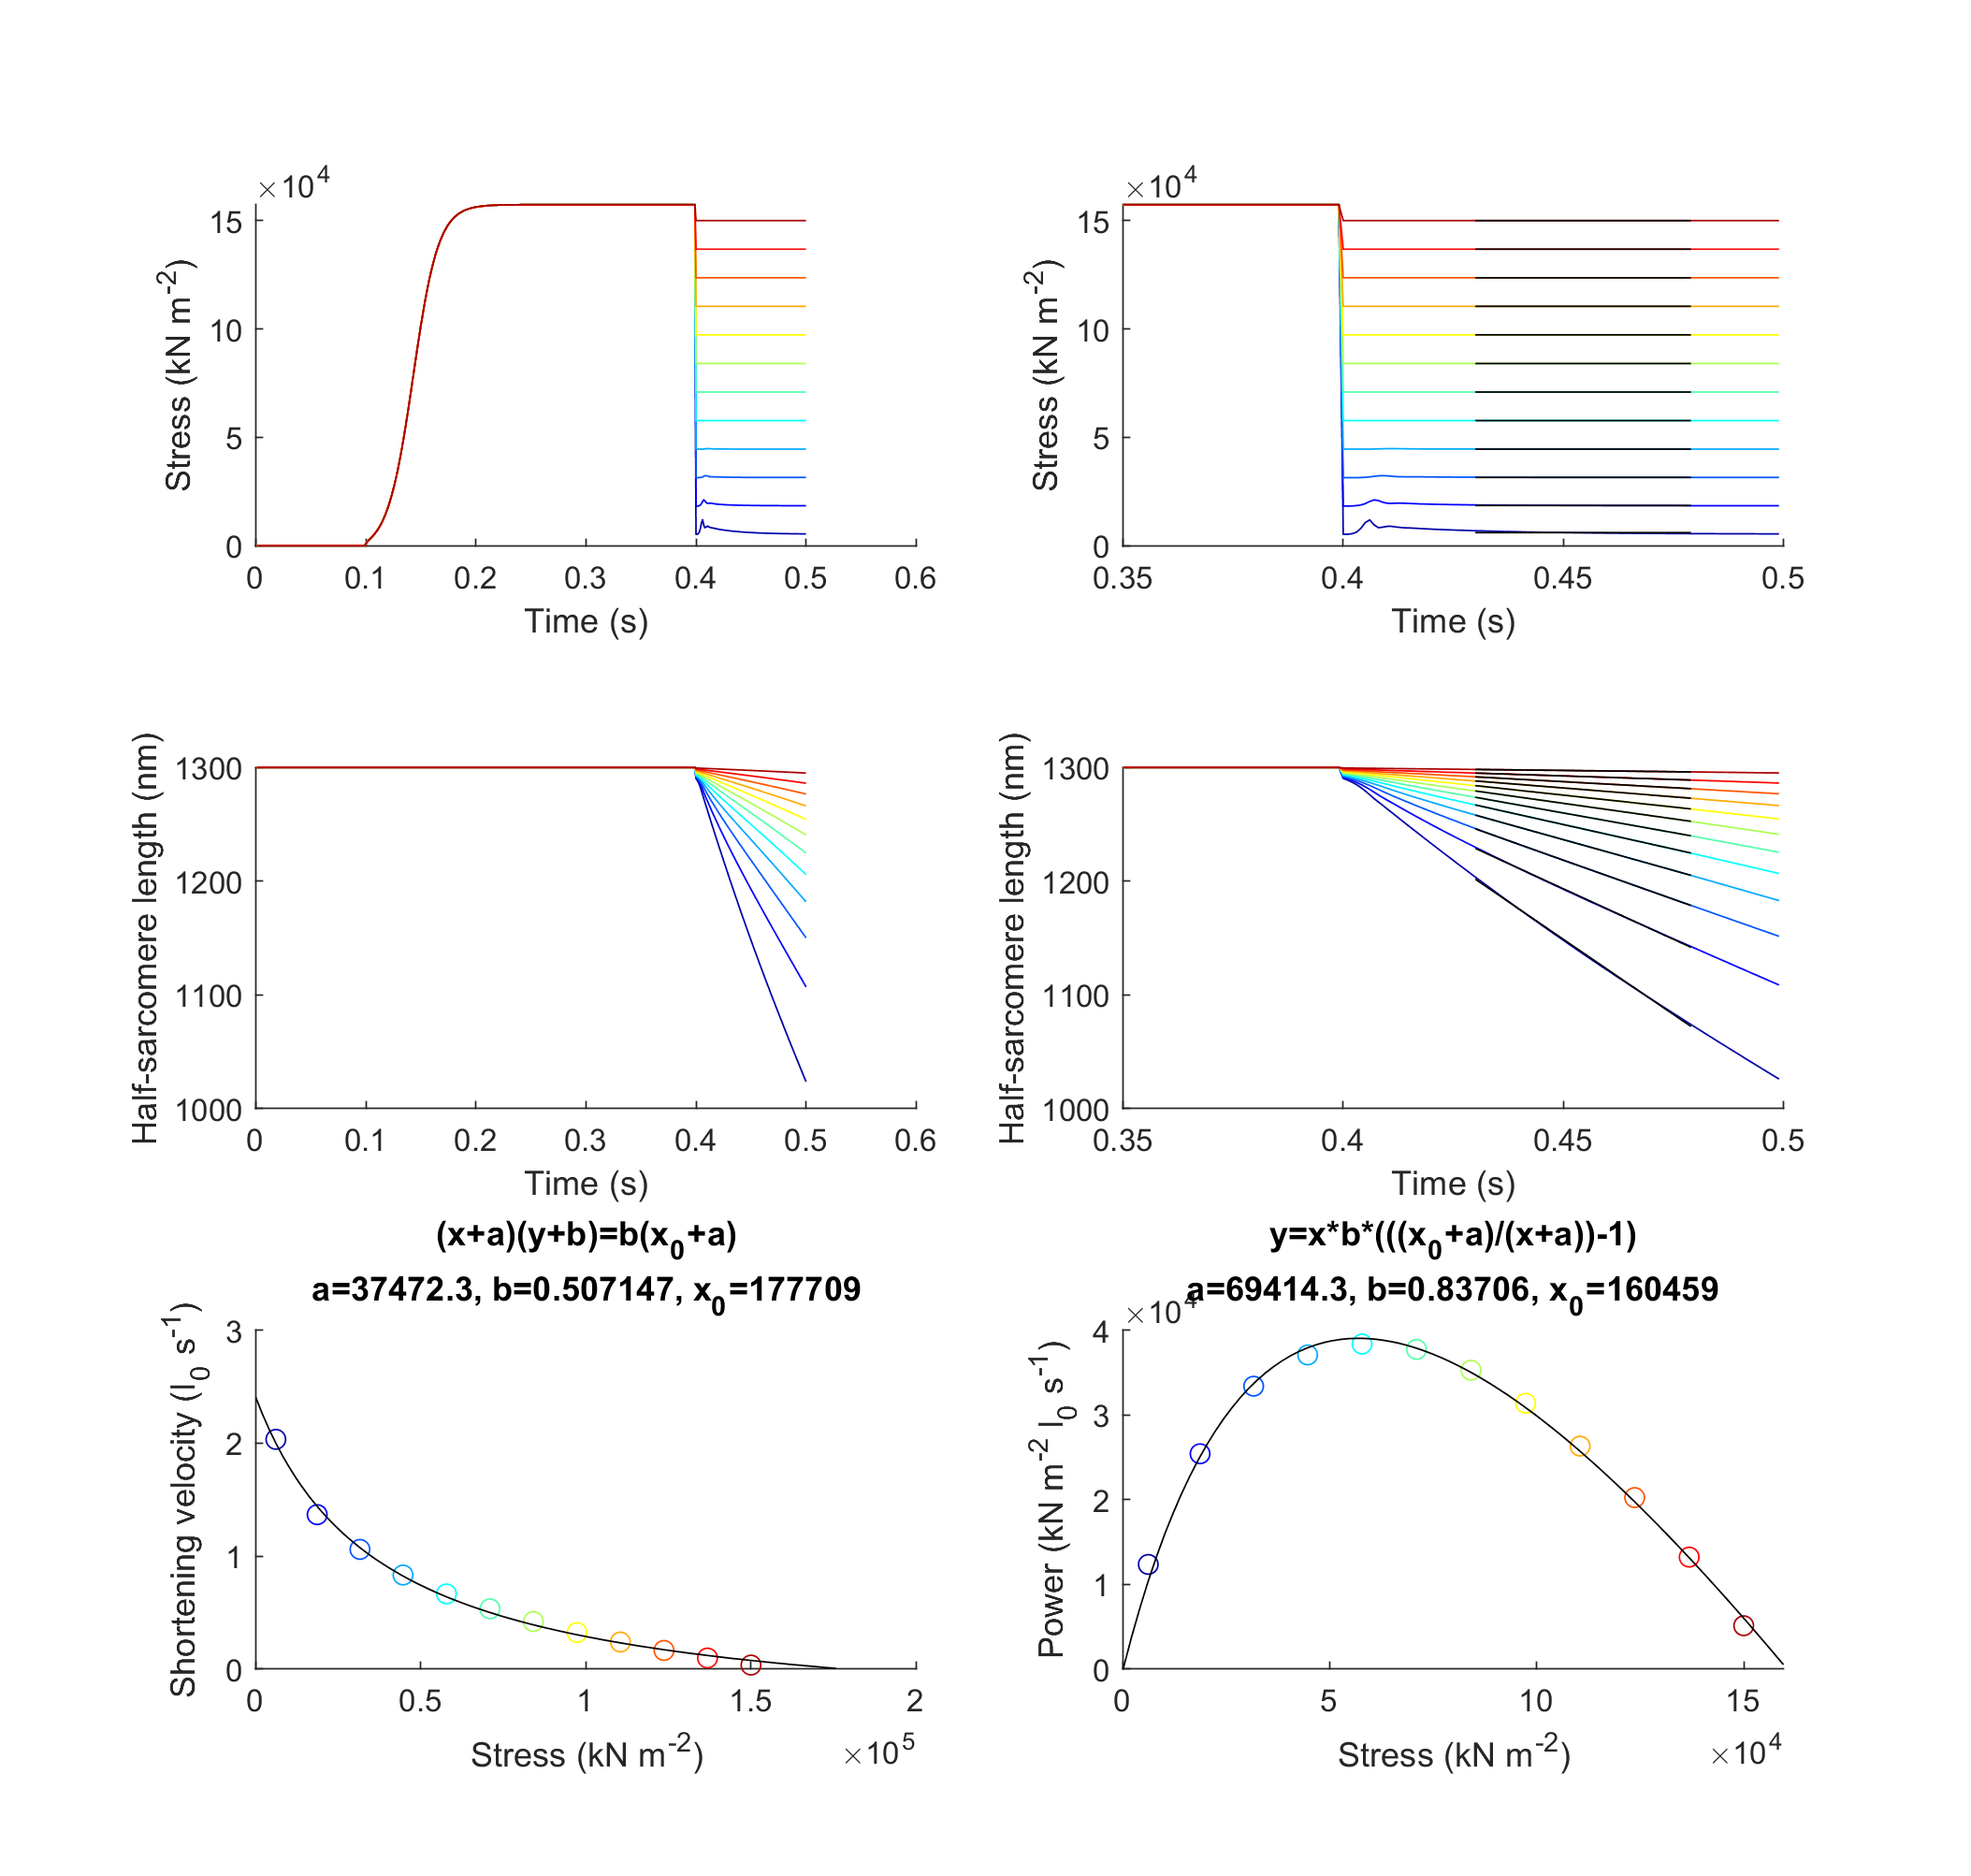 ×10^4
15
10
5
0
Stress (kN m^-2)
0 0.1 0.2 0.3 0.4 0.5 0.6
Time (s)
×10^4
15
10
5
0
Stress (kN m^-2)
0.35 0.4 0.45 0.5
Time (s)
1300
1200
1100
1000
Half-sarcomere length (nm)
0 0.1 0.2 0.3 0.4 0.5 0.6
Time (s)
1300
1200
1100
1000
Half-sarcomere length (nm)
0.35 0.4 0.45 0.5
Time (s)
(x+a)(y+b)=b(x_0+a)
a=37472.3, b=0.507147, x_0=177709
3
2
1
0
Shortening velocity (l_0 s^-1)
0 0.5 1 1.5 2
Stress (kN m^-2)
×10^5
y=x*b*(((x_0+a)/(x+a))-1)
a=69414.3, b=0.83706, x_0=160459
×10^4
4
3
2
1
0
Power (kN m^-2 l_0 s^-1)
0 5 10 15
Stress (kN m^-2)
×10^4